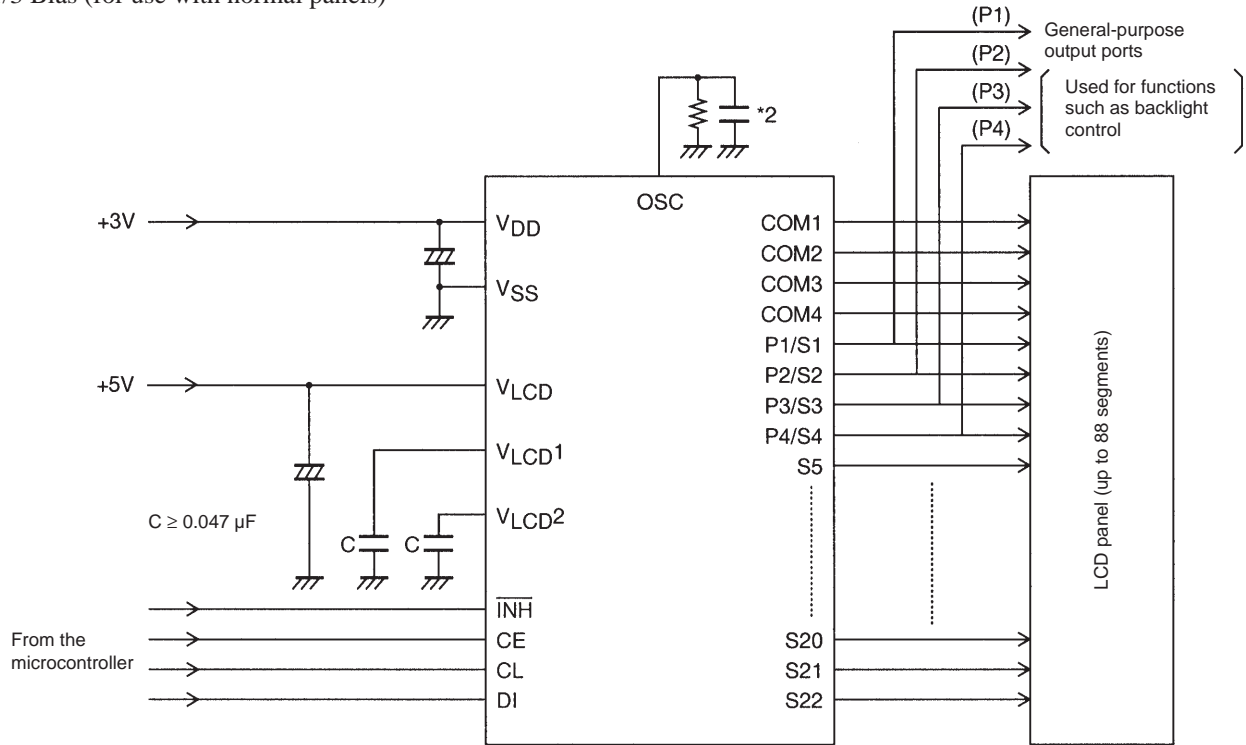 /3 Bias (for use with normal panels)
(P1)
General-purpose
output ports
(P2)
(P3)
Used for functions
such as backlight
control
(P4)
*2
OSC
+3V
VDD
VSS
+5V
VLCD
VLCD1
VLCD2
C ≥ 0.047 µF
C
C
From the
microcontroller
INH
CE
CL
DI
COM1
COM2
COM3
COM4
P1/S1
P2/S2
P3/S3
P4/S4
S5
S20
S21
S22
LCD panel (up to 88 segments)